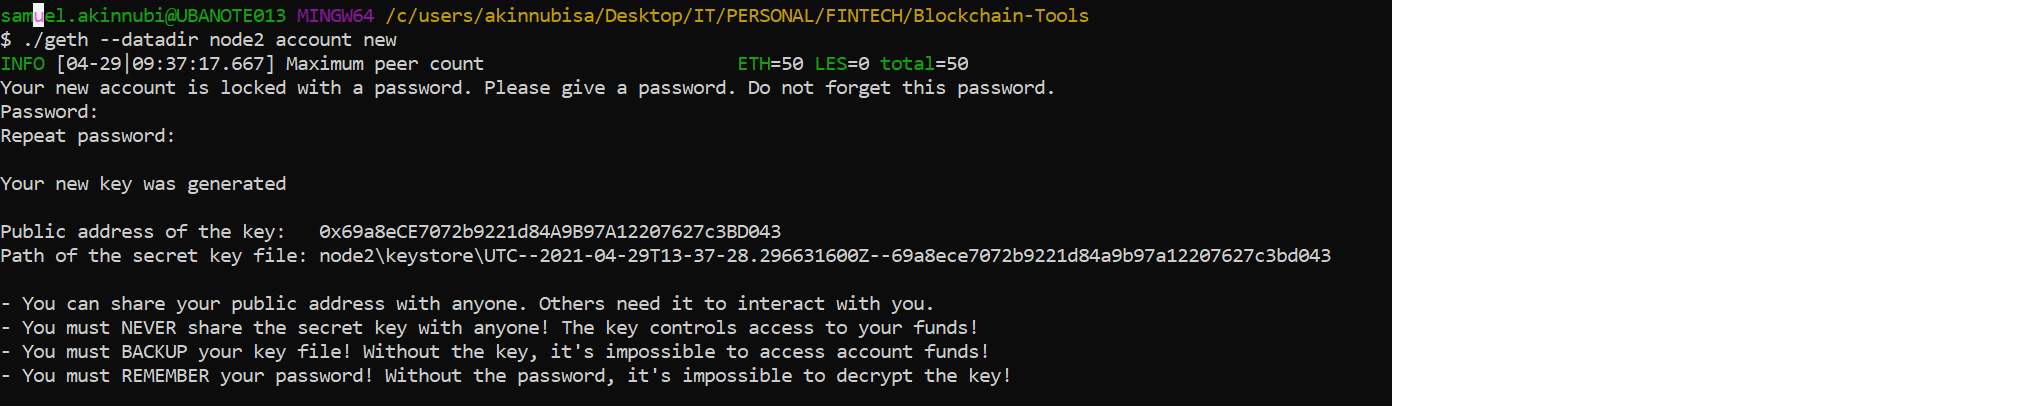 samuel.akinnubi@UBANOTE013 MINGW64 /c/users/akinnubisa/Desktop/IT/PERSONAL/FINTECH/Blockchain-Tools
$ ./geth --datadir node2 account new
INFO [04-29|09:37:17.667] Maximum peer count ETH=50 LES=0 total=50
Your new account is locked with a password. Please give a password. Do not forget this password.
Password:
Repeat password:
Your new key was generated
Public address of the key: 0x69a8eCE7072b9221d84A9B97A12207627c3BD043
Path of the secret key file: node2\keystore\UTC--2021-04-29T13-37-28.296631600Z--69a8ece7072b9221d84a9b97a12207627c3bd043
- You can share your public address with anyone. Others need it to interact with you.
- You must NEVER share the secret key with anyone! The key controls access to your funds!
- You must BACKUP your key file! Without the key, it's impossible to access account funds!
- You must REMEMBER your password! Without the password, it's impossible to decrypt the key!